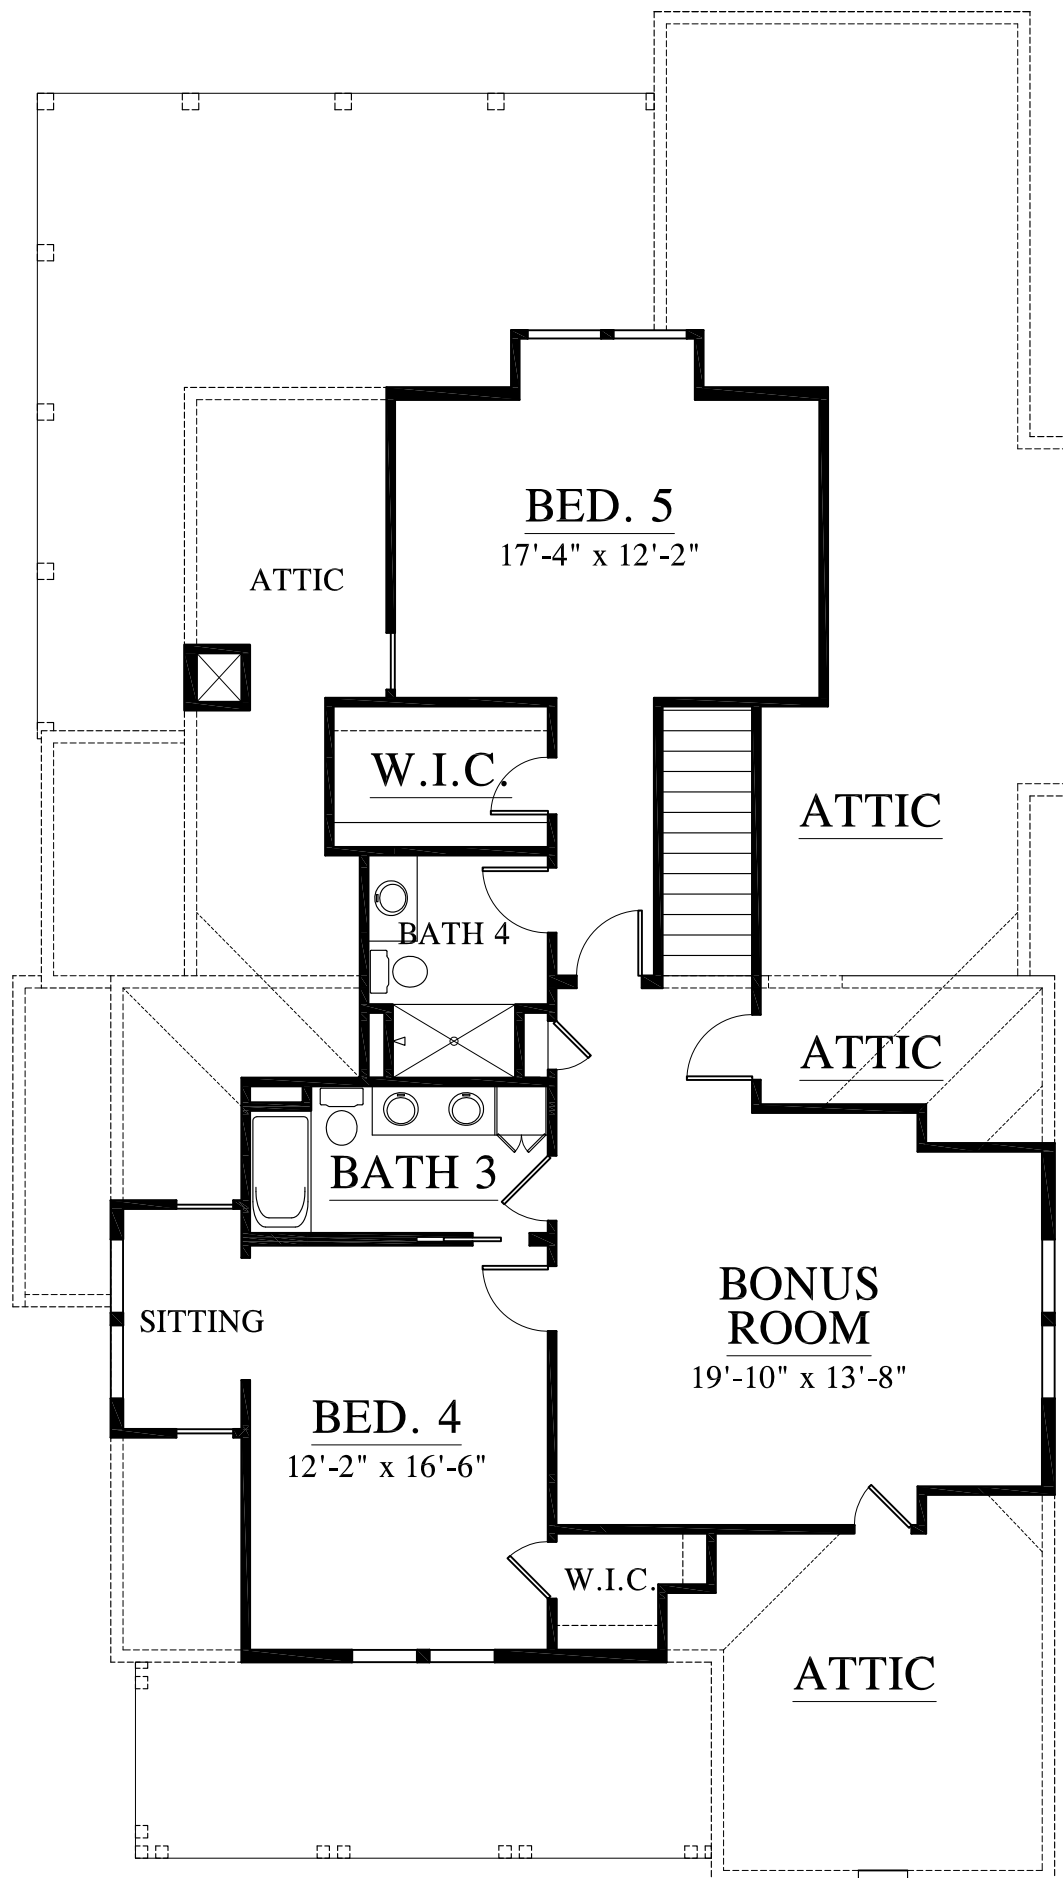 BED. 5
17'-4" x 12'-2"
ATTIC
W.I.C.
ATTIC
BATH 4
ATTIC
BATH 3
BONUS
ROOM
19'-10" x 13'-8"
SITTING
BED. 4
12'-2" x 16'-6"
W.I.C.
ATTIC